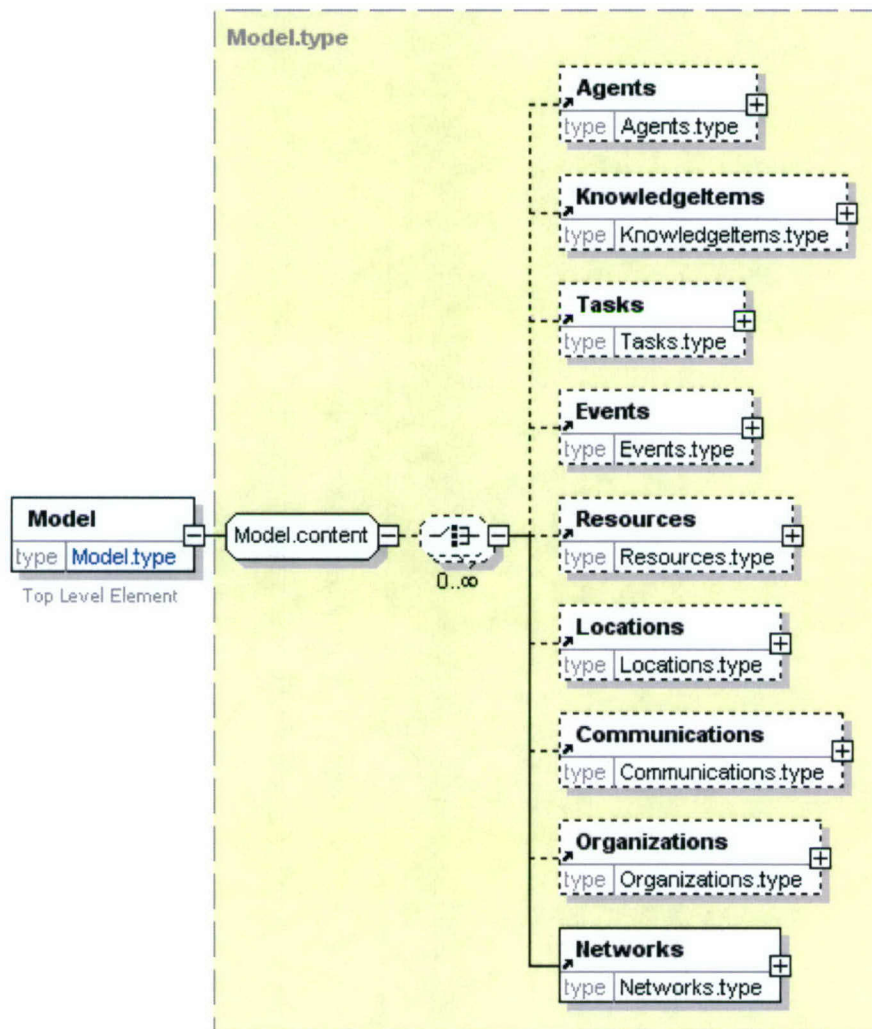 Model.type
Agents
type Agents.type
KnowledgeItems
type KnowledgeItems.type
Tasks
type Tasks.type
Events
type Events.type
Model
type Model.type
Top Level Element
Model.content
0..∞
Resources
type Resources.type
Locations
type Locations.type
Communications
type Communications.type
Organizations
type Organizations.type
Networks
type Networks.type